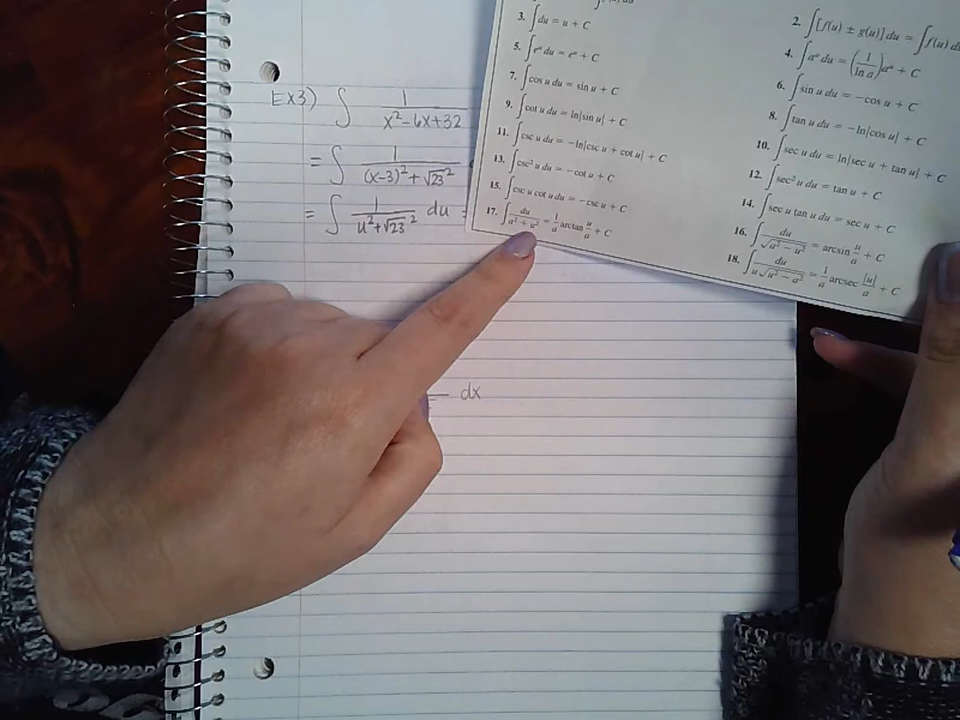 3. ∫du = u + C
2. ∫[f(u) ± g(u)] du = ∫f(u) du
5. ∫eᵘ du = eᵘ + C
4. ∫aᵘ du = (1/ln a)aᵘ + C
7. ∫cos u du = sin u + C
6. ∫sin u du = −cos u + C
9. ∫cot u du = ln|sin u| + C
8. ∫tan u du = −ln|cos u| + C
11. ∫csc u du = −ln|csc u + cot u| + C
10. ∫sec u du = ln|sec u + tan u| + C
13. ∫csc² u du = −cot u + C
12. ∫sec² u du = tan u + C
15. ∫csc u cot u du = −csc u + C
14. ∫sec u tan u du = sec u + C
17. ∫du/(a² + u²) = 1/a arctan u/a + C
16. ∫du/√(a² − u²) = arcsin u/a + C
18. ∫du/(u√(u² − a²)) = 1/a arcsec |u|/a + C
Ex3) ∫ 1/(x²−6x+32)
= ∫ 1/((x−3)²+√23²)
= ∫ 1/(u²+√23²) du =
dx